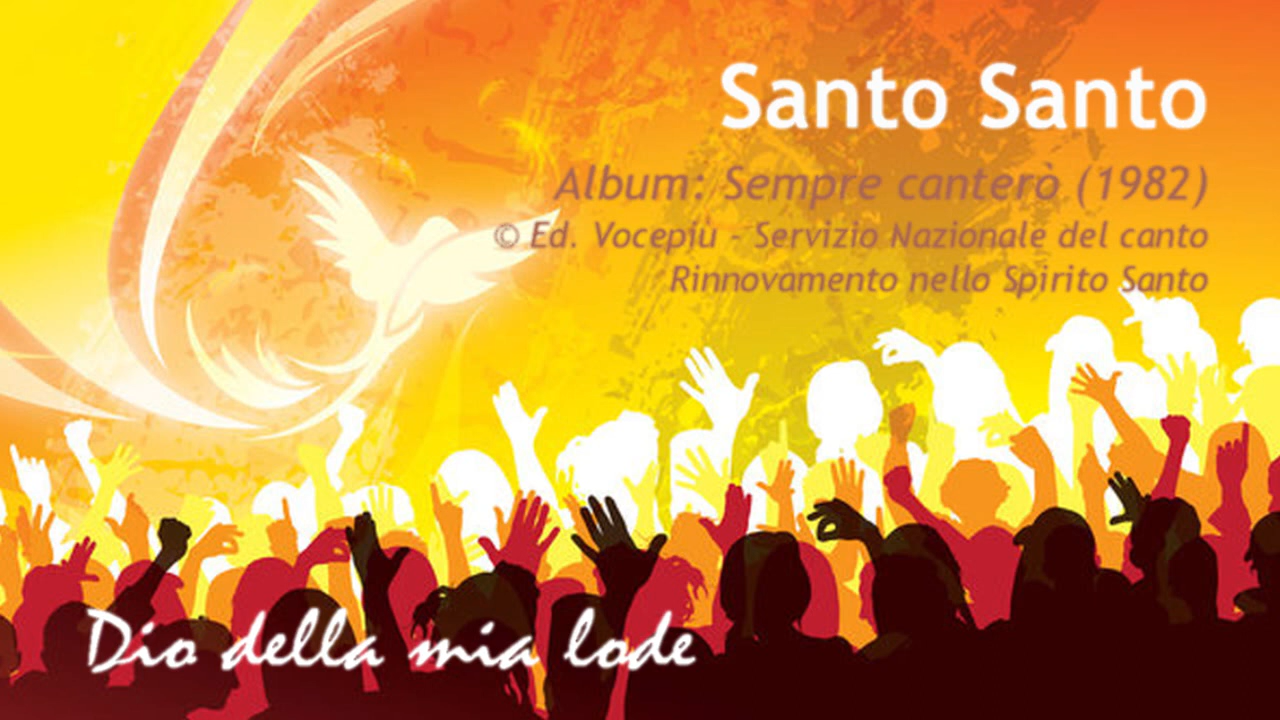 Santo Santo
Album: Sempre canterò (1982)
© Ed. Vocepiù - Servizio Nazionale del canto
Rinnovamento nello Spirito Santo
Dio della mia lode